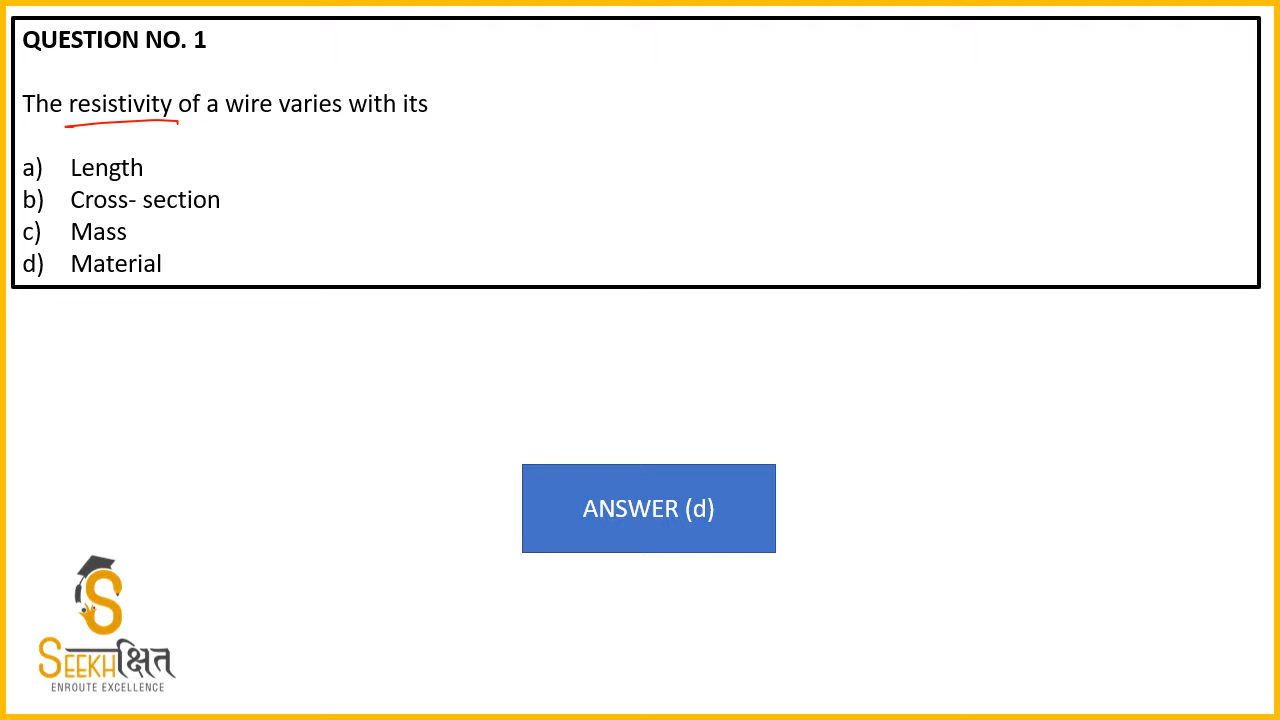 QUESTION NO. 1
The resistivity of a wire varies with its
a) Length
b) Cross- section
c) Mass
d) Material
ANSWER (d)
S
SEEKHक्षित
ENROUTE EXCELLENCE